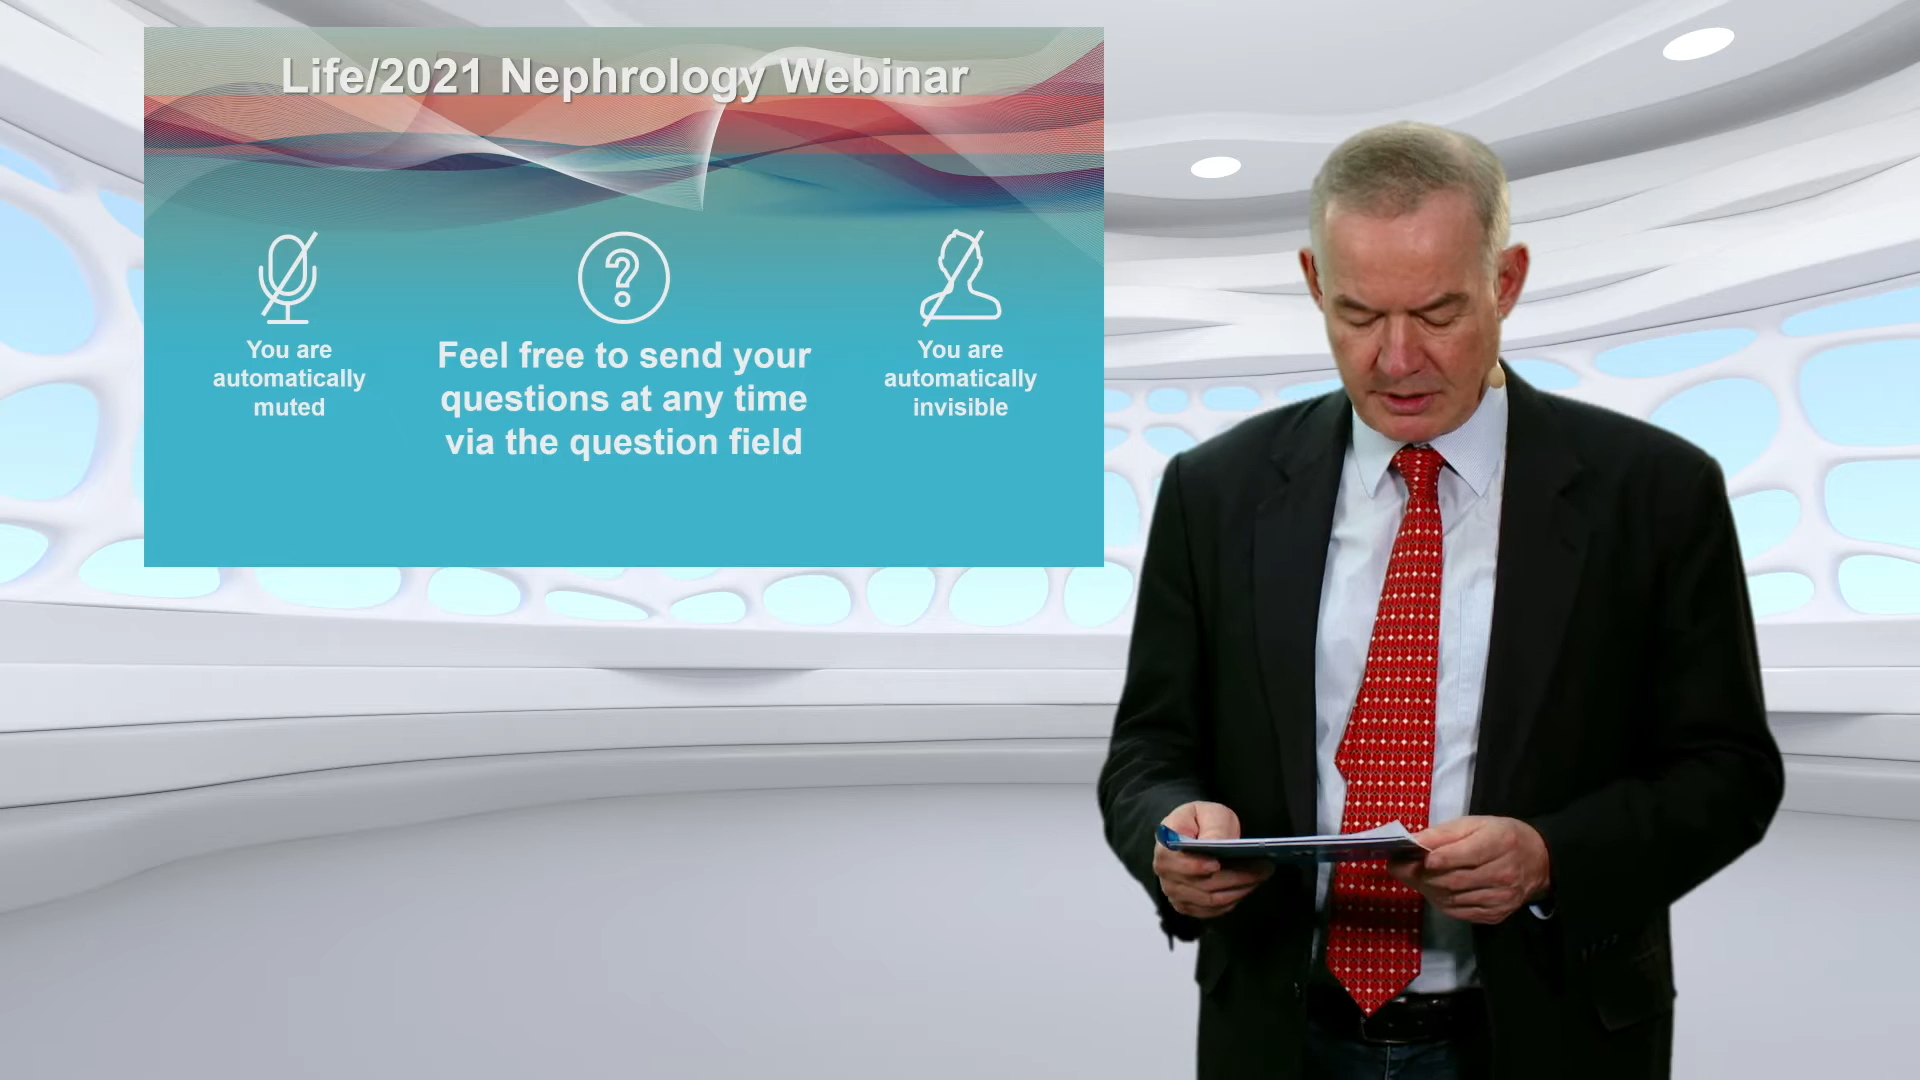 Life/2021 Nephrology Webinar
You are
automatically
muted
Feel free to send your
questions at any time
via the question field
You are
automatically
invisible